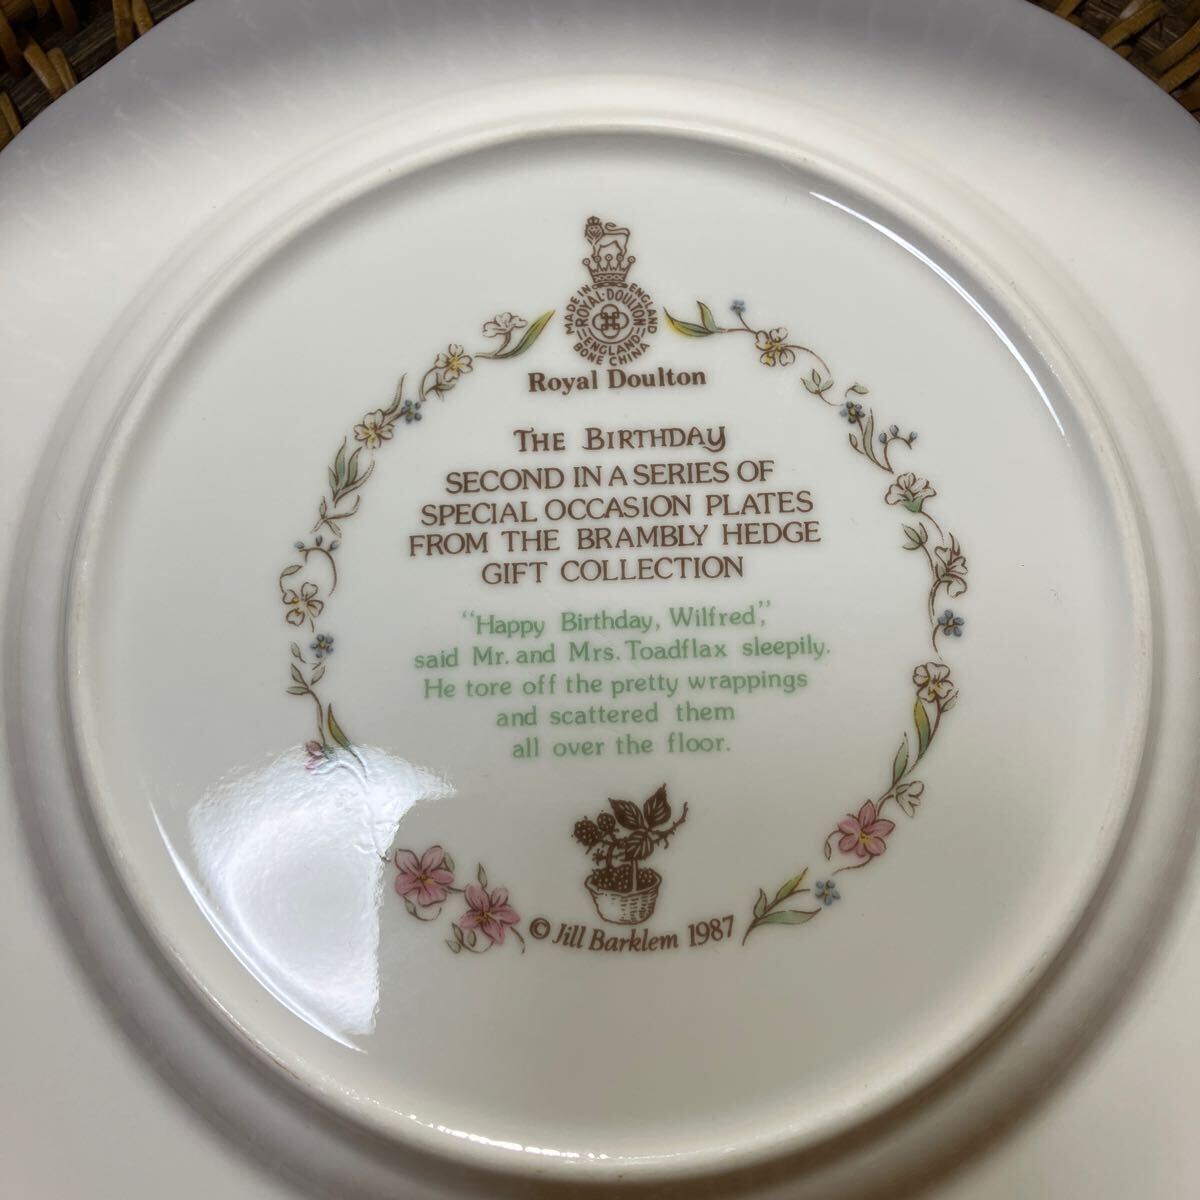 MADE IN ENGLAND
ROYAL·DOULTON
ENGLAND
BONE CHINA
Royal Doulton
THE BIRTHDAY
SECOND IN A SERIES OF
SPECIAL OCCASION PLATES
FROM THE BRAMBLY HEDGE
GIFT COLLECTION
"Happy Birthday, Wilfred",
said Mr. and Mrs. Toadflax sleepily.
He tore off the pretty wrappings
and scattered them
all over the floor.
© Jill Barklem 1987